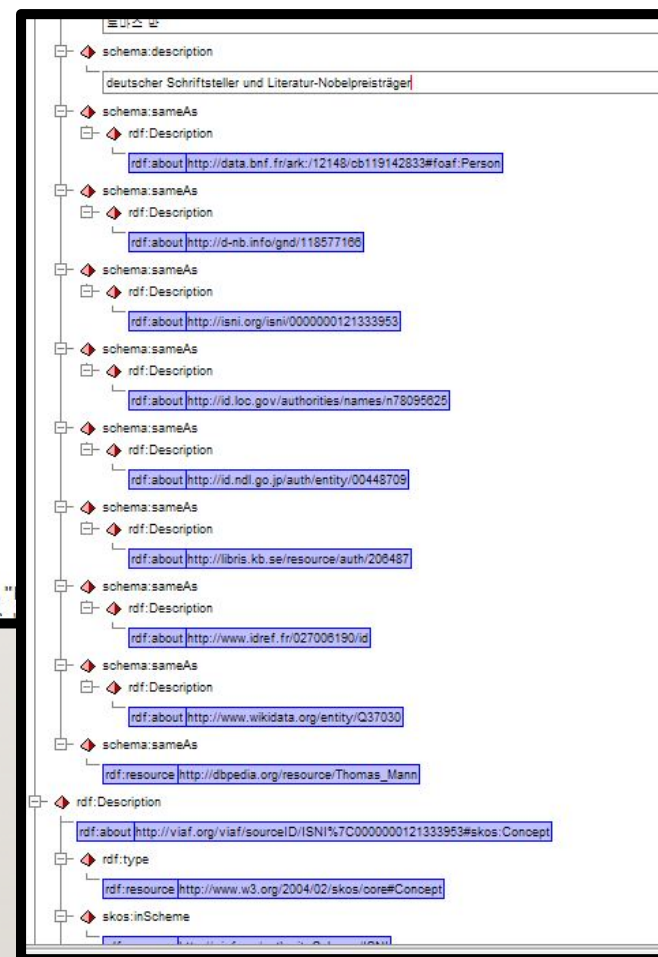 토마스 만
schema:description
deutscher Schriftsteller und Literatur-Nobelpreisträger
schema:sameAs
rdf:Description
rdf:about http://data.bnf.fr/ark:/12148/cb119142833#foaf:Person
schema:sameAs
rdf:Description
rdf:about http://d-nb.info/gnd/118577166
schema:sameAs
rdf:Description
rdf:about http://isni.org/isni/0000000121333953
schema:sameAs
rdf:Description
rdf:about http://id.loc.gov/authorities/names/n78095625
schema:sameAs
rdf:Description
rdf:about http://id.ndl.go.jp/auth/entity/00448709
schema:sameAs
rdf:Description
rdf:about http://libris.kb.se/resource/auth/206487
schema:sameAs
rdf:Description
rdf:about http://www.idref.fr/027006190/id
schema:sameAs
rdf:Description
rdf:about http://www.wikidata.org/entity/Q37030
schema:sameAs
rdf:resource http://dbpedia.org/resource/Thomas_Mann
rdf:Description
rdf:about http://viaf.org/viaf/sourceID/ISNI%7C0000000121333953#skos:Concept
rdf:type
rdf:resource http://www.w3.org/2004/02/skos/core#Concept
skos:inScheme